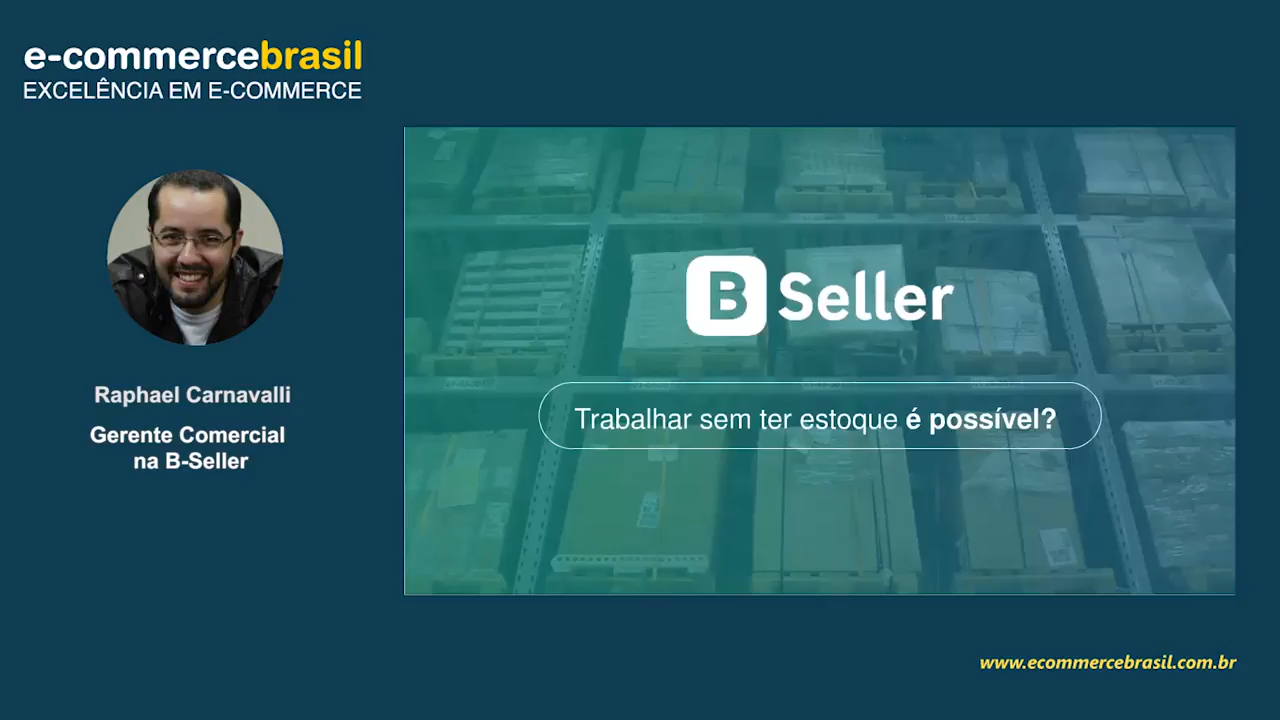 e-commercebrasil
EXCELÊNCIA EM E-COMMERCE
Raphael Carnavalli
Gerente Comercial
na B-Seller
B Seller
Trabalhar sem ter estoque é possível?
www.ecommercebrasil.com.br